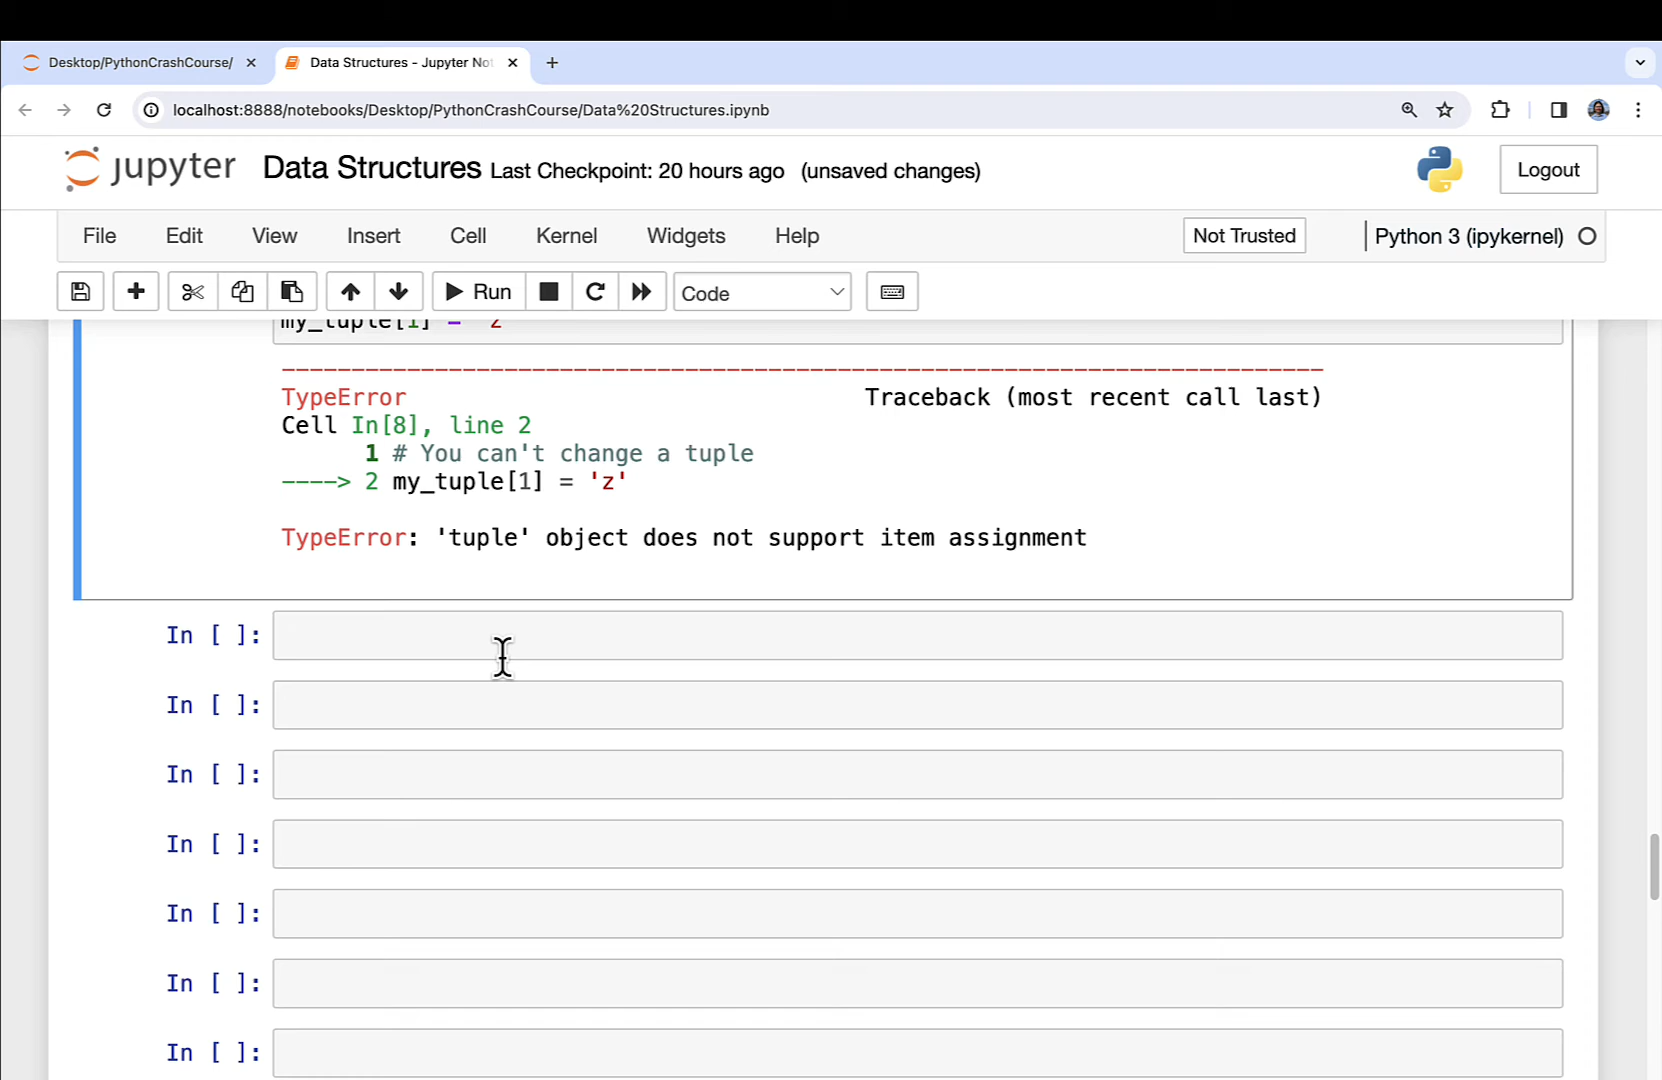 Desktop/PythonCrashCourse/
Data Structures - Jupyter No
localhost:8888/notebooks/Desktop/PythonCrashCourse/Data%20Structures.ipynb
jupyter Data Structures Last Checkpoint: 20 hours ago (unsaved changes)
Logout
File Edit View Insert Cell Kernel Widgets Help
Not Trusted
Python 3 (ipykernel)
Run
Code
my_tuple[1] = 'z'
---------------------------------------------------------------------------
TypeError Traceback (most recent call last)
Cell In[8], line 2
1 # You can't change a tuple
----> 2 my_tuple[1] = 'z'
TypeError: 'tuple' object does not support item assignment
In [ ]:
In [ ]:
In [ ]:
In [ ]:
In [ ]:
In [ ]:
In [ ]: